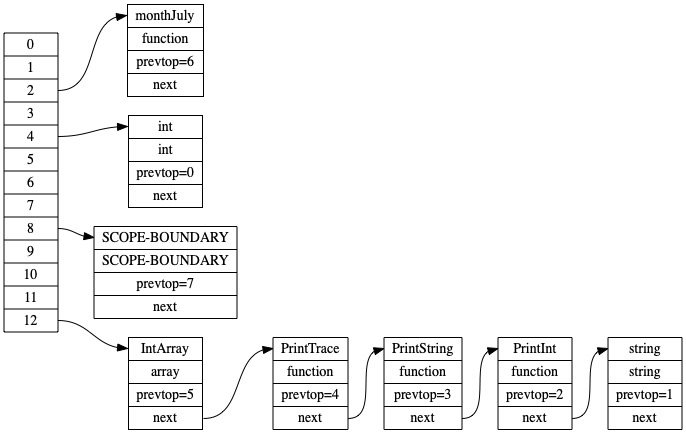 0
1
2
3
4
5
6
7
8
9
10
11
12
monthJuly
function
prevtop=6
next
int
int
prevtop=0
next
SCOPE-BOUNDARY
SCOPE-BOUNDARY
prevtop=7
next
IntArray
array
prevtop=5
next
PrintTrace
function
prevtop=4
next
PrintString
function
prevtop=3
next
PrintInt
function
prevtop=2
next
string
string
prevtop=1
next